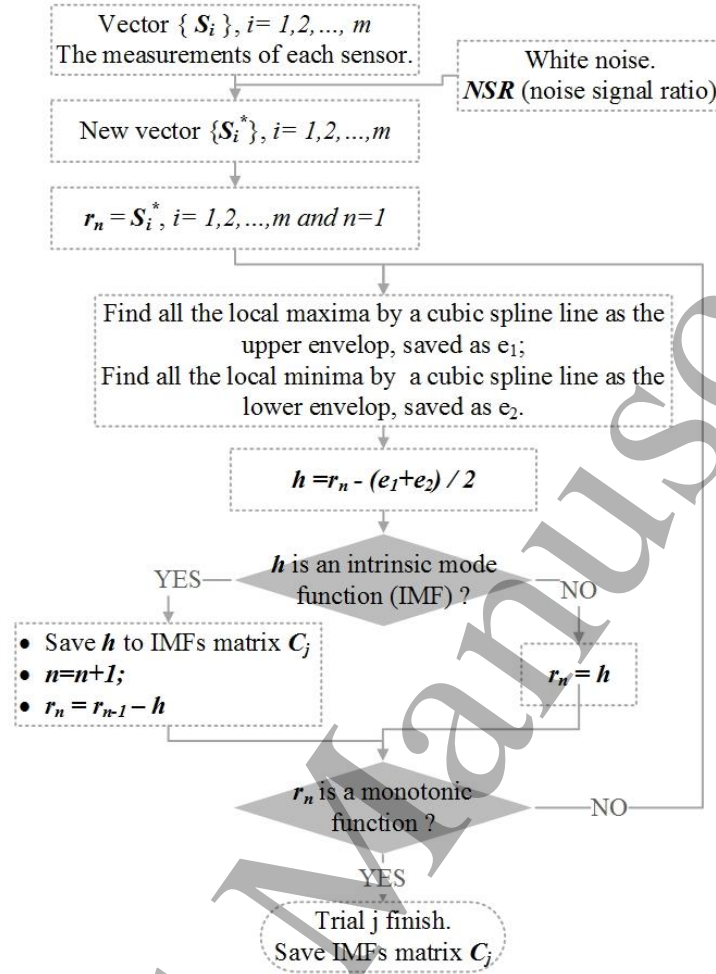 Vector { S_i }, i= 1,2,..., m
The measurements of each sensor.
White noise.
NSR (noise signal ratio)
New vector {S_i^*}, i= 1,2,...,m
r_n = S_i^*, i= 1,2,...,m and n=1
Find all the local maxima by a cubic spline line as the
upper envelop, saved as e_1;
Find all the local minima by a cubic spline line as the
lower envelop, saved as e_2.
h =r_n - (e_1+e_2) / 2
h is an intrinsic mode
function (IMF) ?
YES
NO
• Save h to IMFs matrix C_j
• n=n+1;
• r_n = r_{n-1} – h
r_n = h
r_n is a monotonic
function ?
NO
YES
Trial j finish.
Save IMFs matrix C_j